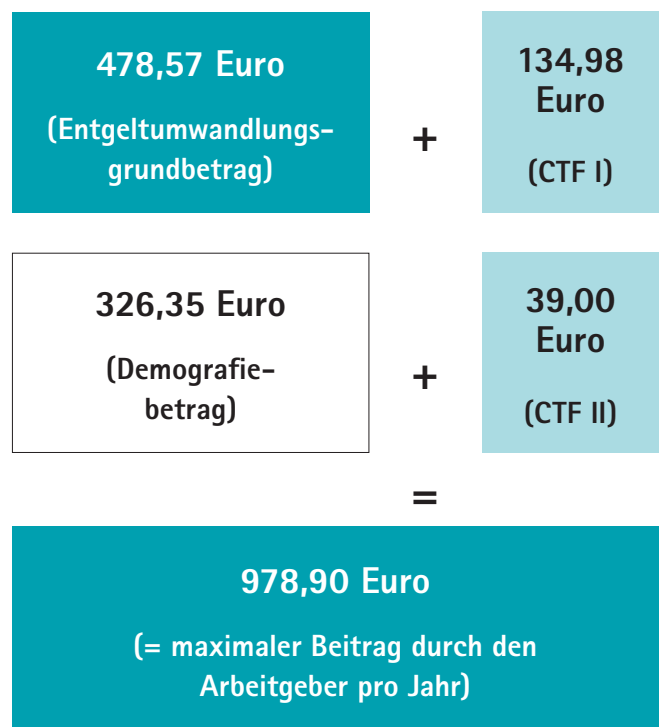 478,57 Euro
(Entgeltumwandlungs-
grundbetrag)
+
134,98
Euro
(CTF I)
326,35 Euro
(Demografie-
betrag)
+
39,00
Euro
(CTF II)
=
978,90 Euro
(= maximaler Beitrag durch den
Arbeitgeber pro Jahr)